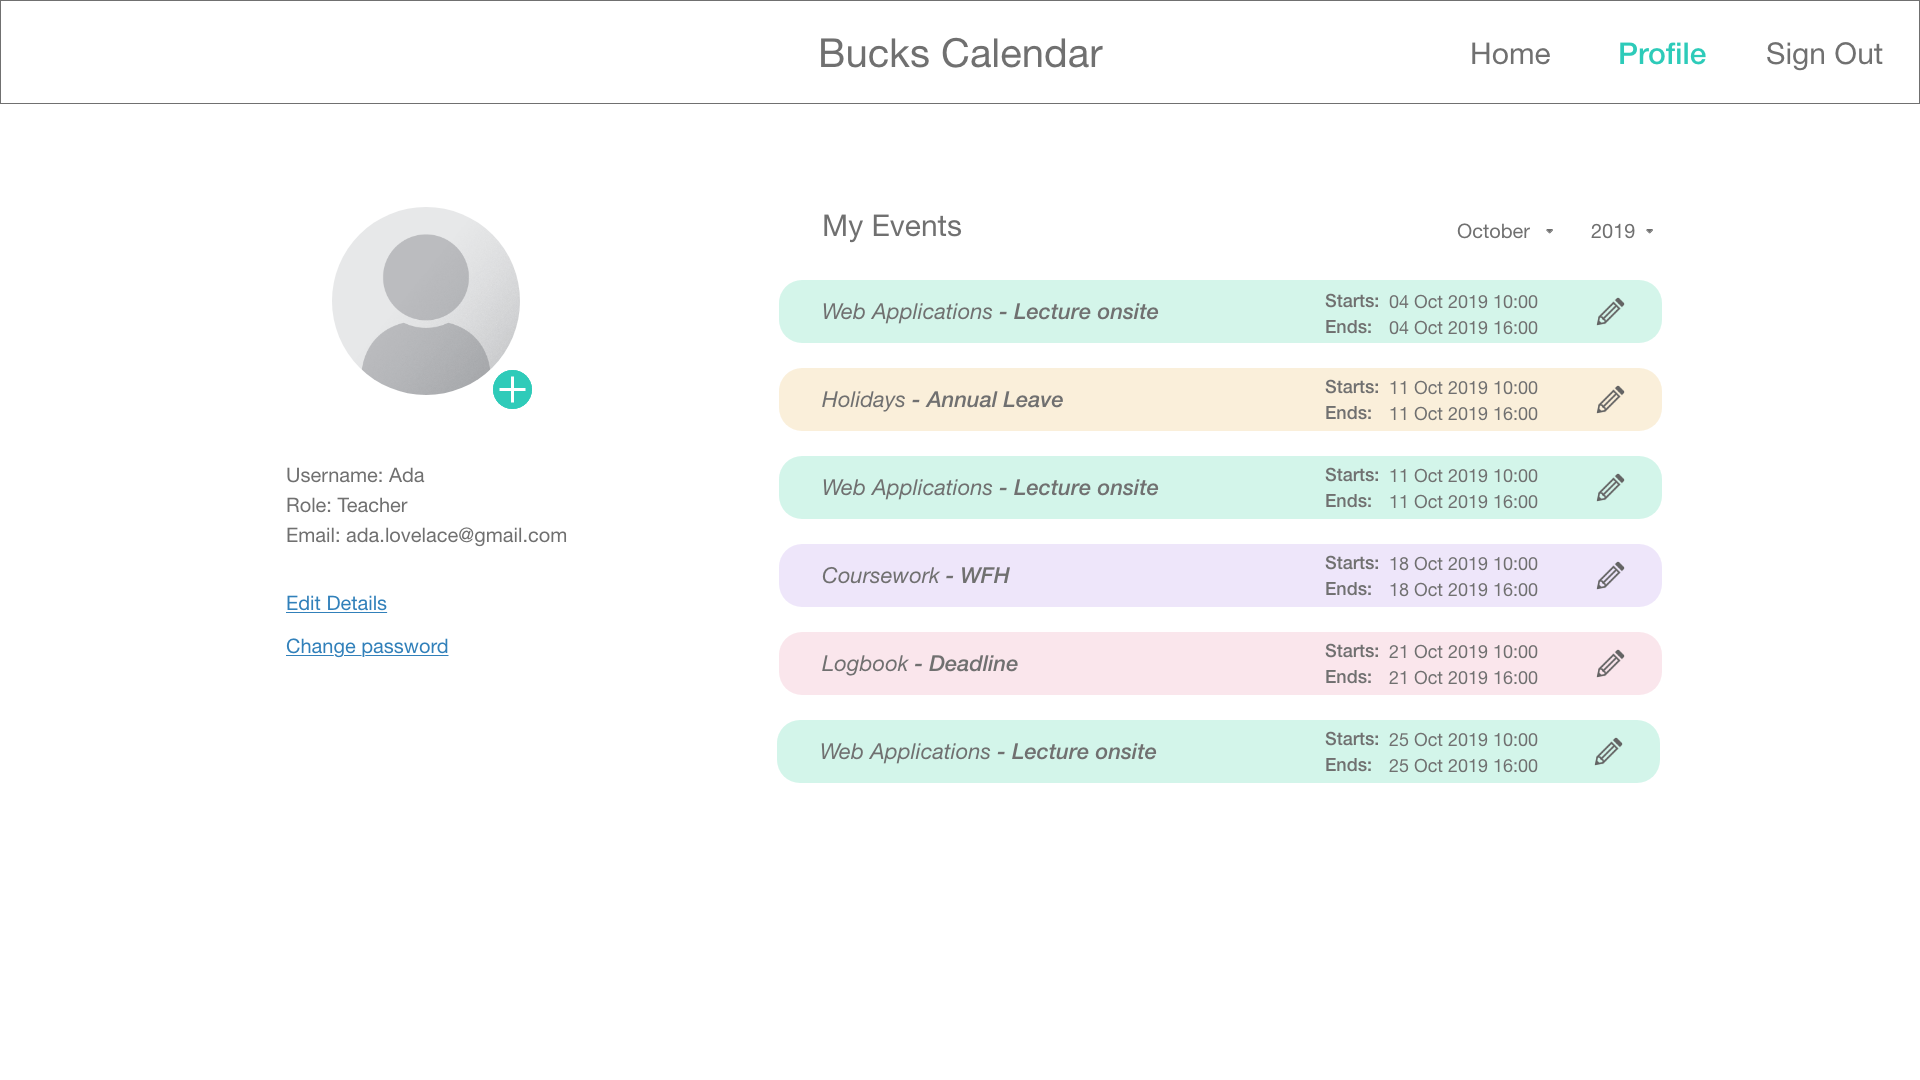 Bucks Calendar
Home Profile Sign Out
My Events
October 2019
Username: Ada
Role: Teacher
Email: ada.lovelace@gmail.com
Edit Details
Change password
Web Applications - Lecture onsite
Starts: 04 Oct 2019 10:00
Ends: 04 Oct 2019 16:00
Holidays - Annual Leave
Starts: 11 Oct 2019 10:00
Ends: 11 Oct 2019 16:00
Web Applications - Lecture onsite
Starts: 11 Oct 2019 10:00
Ends: 11 Oct 2019 16:00
Coursework - WFH
Starts: 18 Oct 2019 10:00
Ends: 18 Oct 2019 16:00
Logbook - Deadline
Starts: 21 Oct 2019 10:00
Ends: 21 Oct 2019 16:00
Web Applications - Lecture onsite
Starts: 25 Oct 2019 10:00
Ends: 25 Oct 2019 16:00